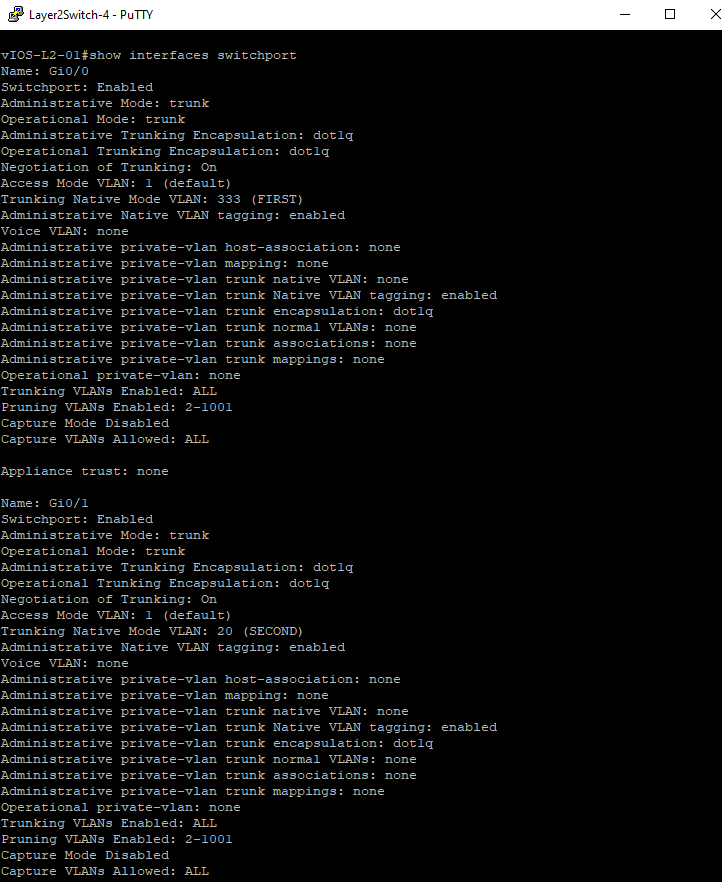 Layer2Switch-4 - PuTTY
vIOS-L2-01#show interfaces switchport
Name: Gi0/0
Switchport: Enabled
Administrative Mode: trunk
Operational Mode: trunk
Administrative Trunking Encapsulation: dot1q
Operational Trunking Encapsulation: dot1q
Negotiation of Trunking: On
Access Mode VLAN: 1 (default)
Trunking Native Mode VLAN: 333 (FIRST)
Administrative Native VLAN tagging: enabled
Voice VLAN: none
Administrative private-vlan host-association: none
Administrative private-vlan mapping: none
Administrative private-vlan trunk native VLAN: none
Administrative private-vlan trunk Native VLAN tagging: enabled
Administrative private-vlan trunk encapsulation: dot1q
Administrative private-vlan trunk normal VLANs: none
Administrative private-vlan trunk associations: none
Administrative private-vlan trunk mappings: none
Operational private-vlan: none
Trunking VLANs Enabled: ALL
Pruning VLANs Enabled: 2-1001
Capture Mode Disabled
Capture VLANs Allowed: ALL
Appliance trust: none
Name: Gi0/1
Switchport: Enabled
Administrative Mode: trunk
Operational Mode: trunk
Administrative Trunking Encapsulation: dot1q
Operational Trunking Encapsulation: dot1q
Negotiation of Trunking: On
Access Mode VLAN: 1 (default)
Trunking Native Mode VLAN: 20 (SECOND)
Administrative Native VLAN tagging: enabled
Voice VLAN: none
Administrative private-vlan host-association: none
Administrative private-vlan mapping: none
Administrative private-vlan trunk native VLAN: none
Administrative private-vlan trunk Native VLAN tagging: enabled
Administrative private-vlan trunk encapsulation: dot1q
Administrative private-vlan trunk normal VLANs: none
Administrative private-vlan trunk associations: none
Administrative private-vlan trunk mappings: none
Operational private-vlan: none
Trunking VLANs Enabled: ALL
Pruning VLANs Enabled: 2-1001
Capture Mode Disabled
Capture VLANs Allowed: ALL